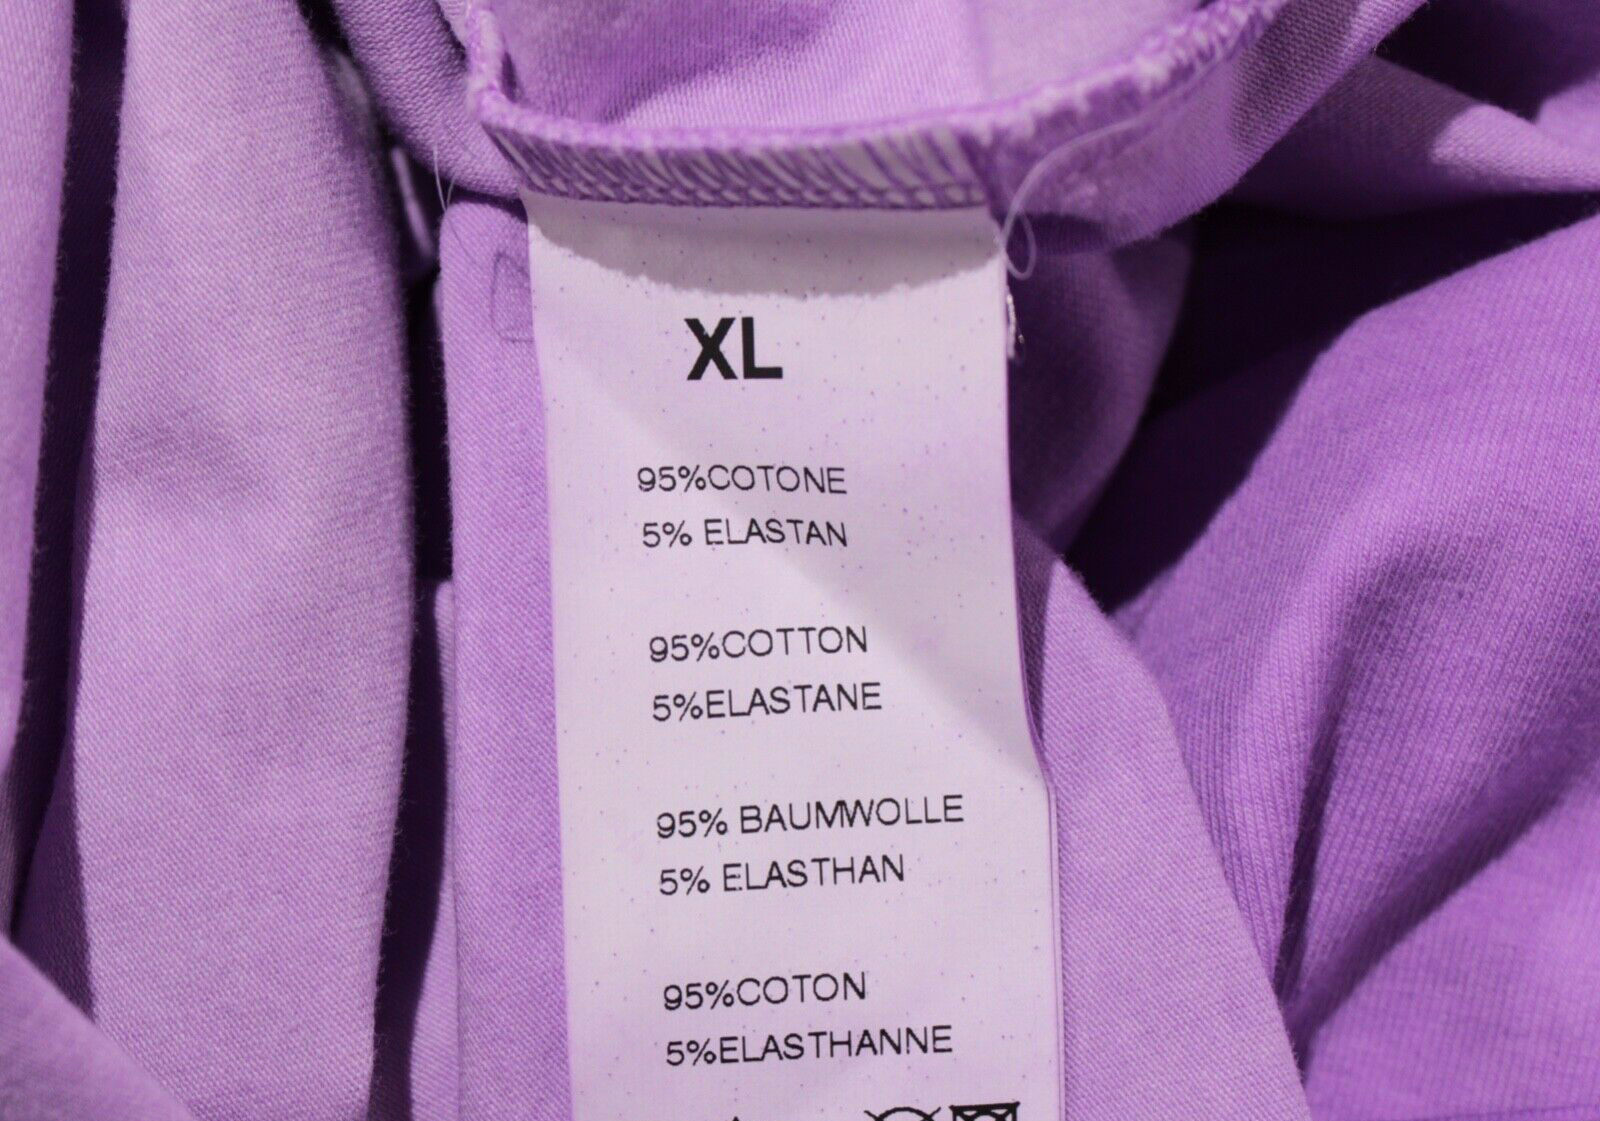 XL
95%COTONE
5% ELASTAN
95%COTTON
5%ELASTANE
95% BAUMWOLLE
5% ELASTHAN
95%COTON
5%ELASTHANNE